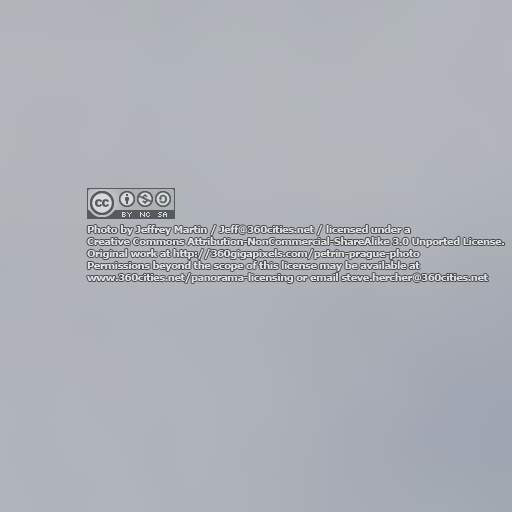 cc BY NC SA
Photo by Jeffrey Martin / Jeff@360cities.net / licensed under a
Creative Commons Attribution-NonCommercial-ShareAlike 3.0 Unported License.
Original work at http://360gigapixels.com/petrin-prague-photo
Permissions beyond the scope of this license may be available at
www.360cities.net/panorama-licensing or email steve.hercher@360cities.net